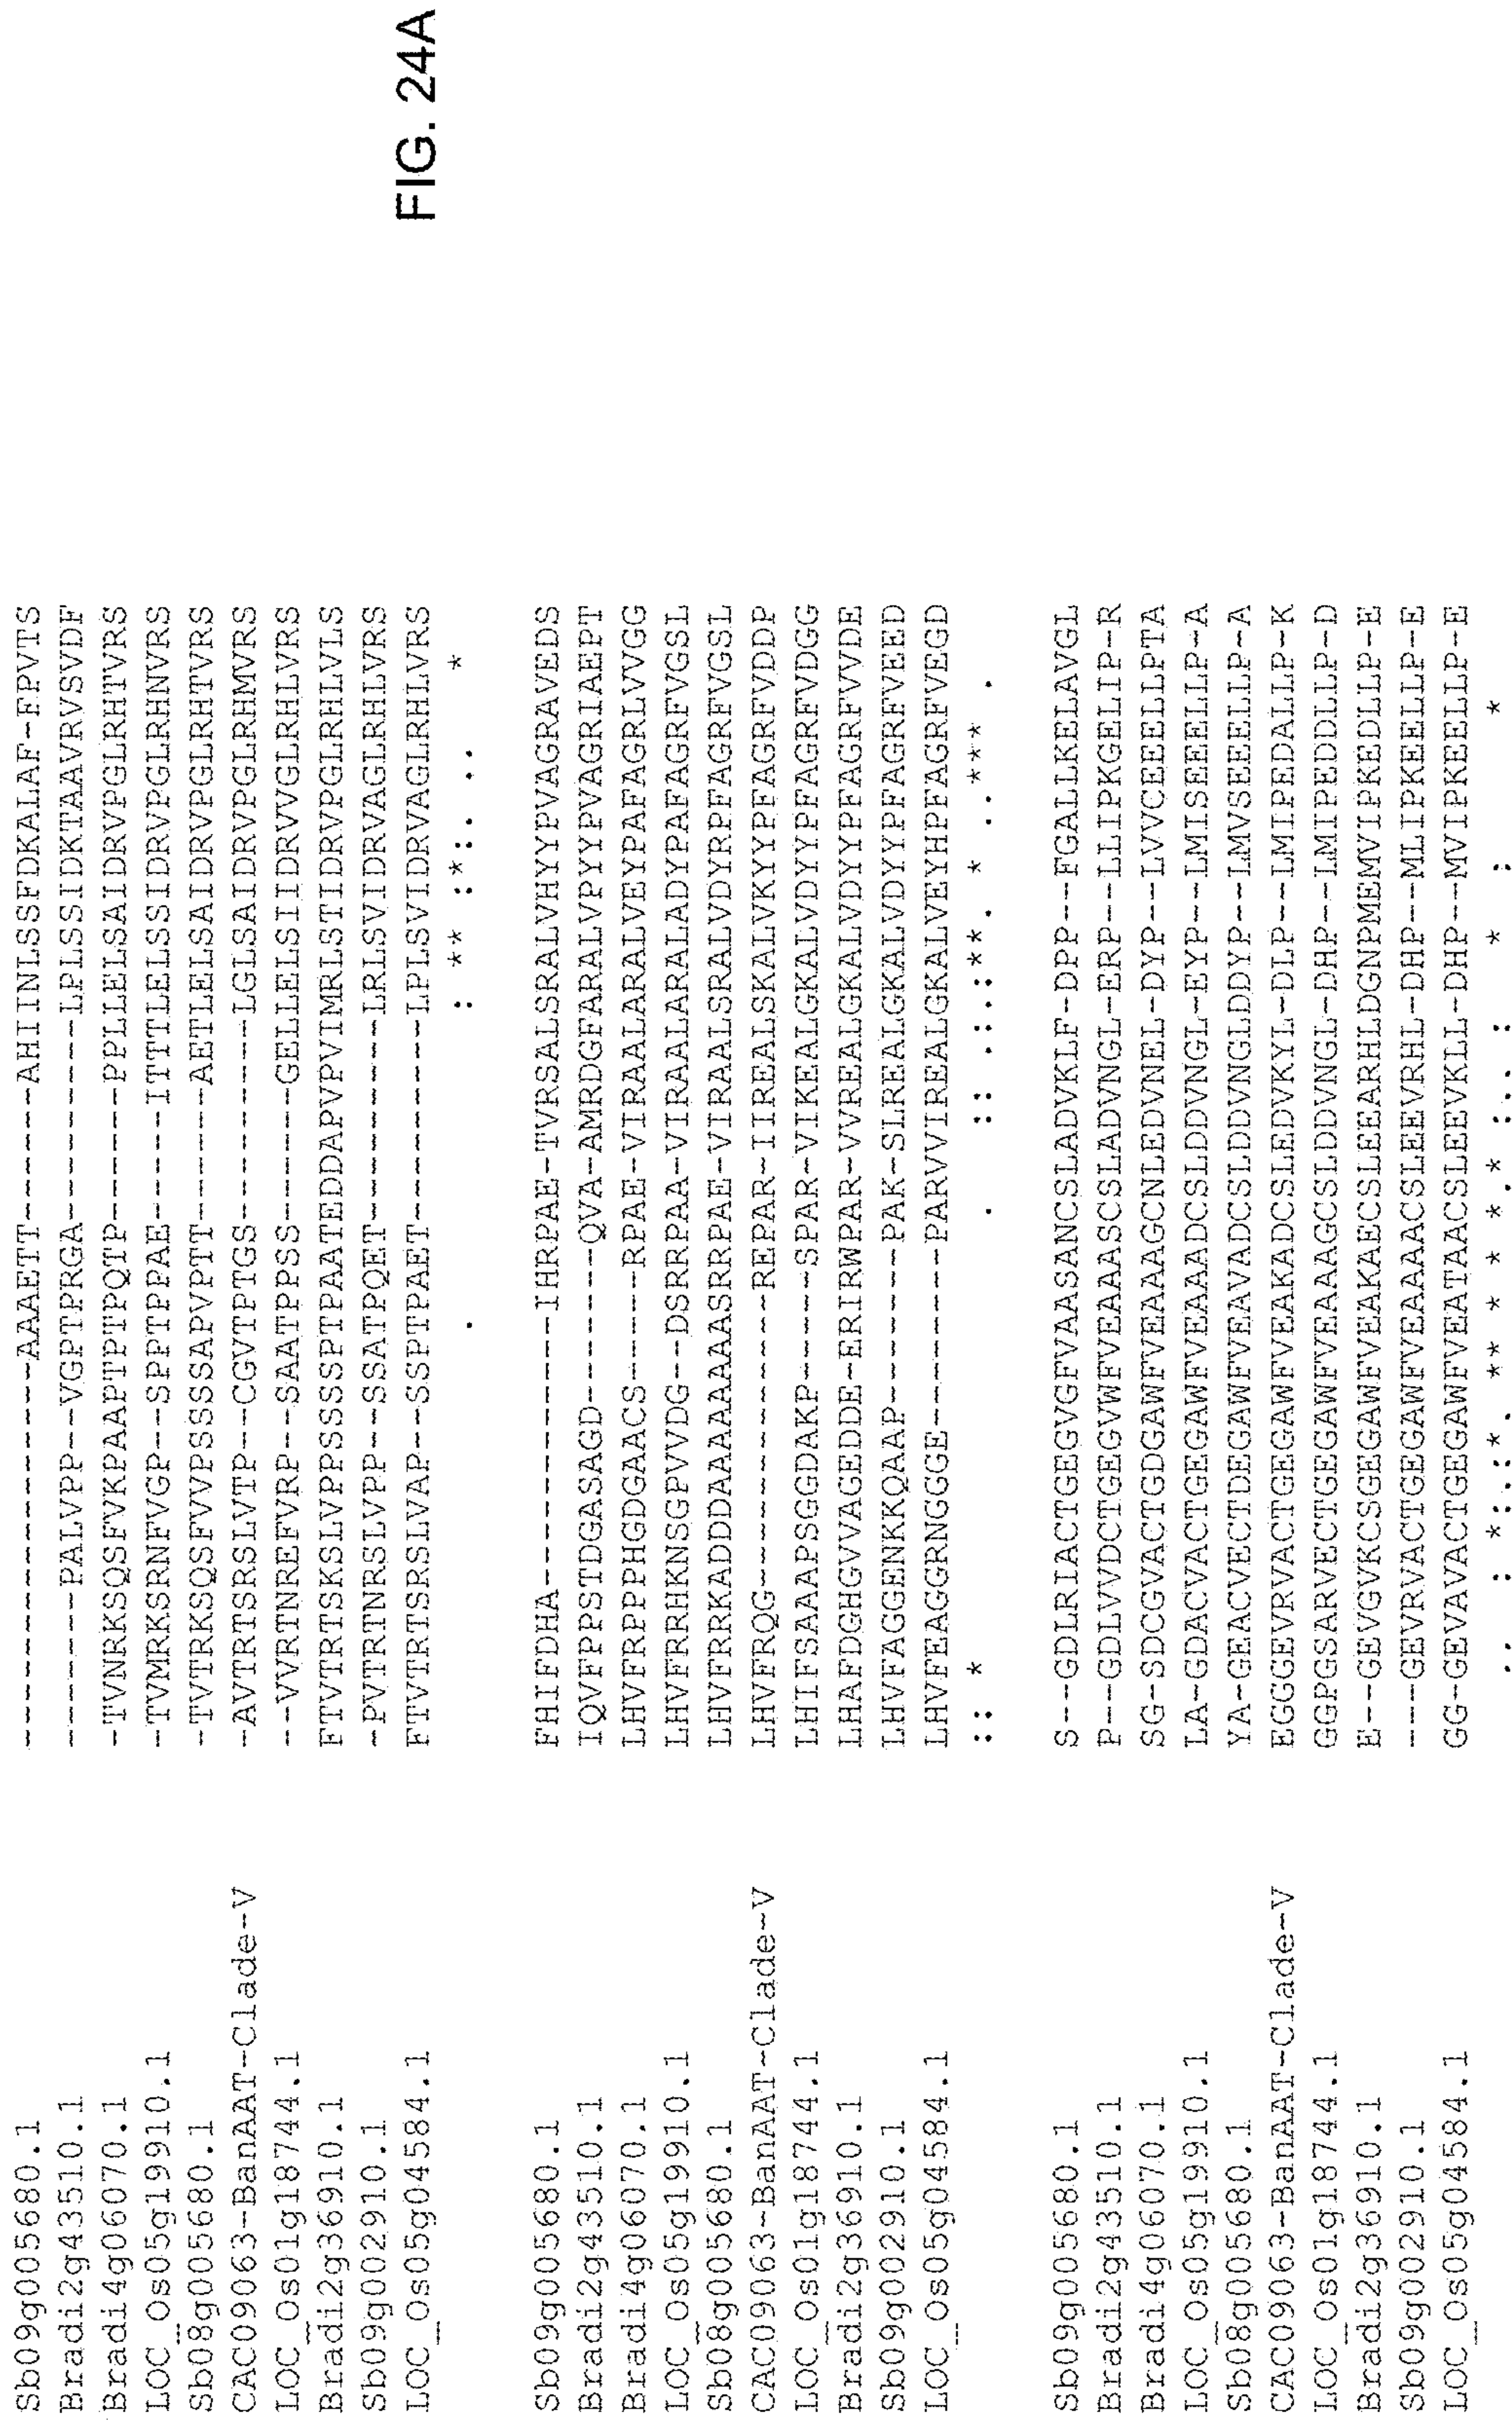 Sb09g005680.1 -------------------------AAAETT--------AHIINLSSFDKALAF-FPVTS
Bradi2g43510.1 -------PALVPP--VGPTPRGA-----------LPLSSIDKTAAVRVSVDF
Bradi4g06070.1 -TVNRKSQSFVKPAAPTPTPQTP------PPLLELSAIDRVPGLRHTVRS
LOC_Os05g19910.1 -TVMRKSRNFVGP--SPPTPPAE-----ITTTLELSSIDRVPGLRHNVRS
Sb08g005680.1 -TVTRKSQSFVVPSSSSAPVPTT------AETLELSAIDRVPGLRHTVRS
CAC09063-BanAAT-Clade-V -AVTRTSRSLVTP--CGVTPTGS----------LGLSAIDRVPGLRHMVRS
LOC_Os01g18744.1 --VVRTNREFVRP--SAATPPSS------GELLELSIIDRVVGLRHLVRS
Bradi2g36910.1 FTVTRTSKSLVPPSSSSPTPAATEDDAPVPVIMRLSTIDRVPGLRHLVLS
Sb09g002910.1 -PVTRTNRSLVPP--SSATPQET-----------LRLSVIDRVAGLRHLVRS
LOC_Os05g04584.1 FTVTRTSRSLVAP--SSPTPAET-----------LPLSVIDRVAGLRHLVRS
. : ** :*:. .. *
FIG. 24A
Sb09g005680.1 FHIFDHA------------IHRPAE-TVRSALSRALVHYYPVAGRAVEDS
Bradi2g43510.1 IQVFPPSTDGASAGD--------QVA-AMRDGFARALVPYYPVAGRIAEPT
Bradi4g06070.1 LHVFRPPPHGDGAACS----RPAE-VIRAALARALVEYPAFAGRLVVGG
LOC_Os05g19910.1 LHVFRRHKNSGPVVDG--DSRRPAA-VIRAALARALADYPAFAGRFVGSL
Sb08g005680.1 LHVFRRKADDDAAAAAAASRRPAE-VIRAALSRALVDYRPFAGRFVGSL
CAC09063-BanAAT-Clade-V LHVFRQG--------------REPAR-TIREALSKALVKYYPFAGRFVDDP
LOC_Os01g18744.1 LHIFSAAAPSGGDAKP-----SPAR-VIKEALGKALVDYYPFAGRFVDGG
Bradi2g36910.1 LHAFDGHGVVAGEDDE-ERIRWPAR-VVREALGKALVDYYPFAGRFVVDE
Sb09g002910.1 LHVFAGGENKKQAAP--------PAK-SLREALGKALVDYYPFAGRFVEED
LOC_Os05g04584.1 LHVFEAGGRNGGGE---------PARVVIREALGKALVEYHPFAGRFVEGD
:: * . :: .:.:**. * ..*** .
Sb09g005680.1 S--GDLRIACTGEGVGFVAASANCSLADVKLF-DPP--FGALLKELAVGL
Bradi2g43510.1 P--GDLVVDCTGEGVWFVEAAASCSLADVNGL-ERP--LLIPKGELIP-R
Bradi4g06070.1 SG-SDCGVACTGDGAWFVEAAAGCNLEDVNEL-DYP--LVVCEEELLPTA
LOC_Os05g19910.1 LA-GDACVACTGEGAWFVEAAADCSLDDVNGL-EYP--LMISEEELLP-A
Sb08g005680.1 YA-GEACVECTDEGAWFVEAVADCSLDDVNGLDDYP--LMVSEEELLP-A
CAC09063-BanAAT-Clade-V EGGGEVRVACTGEGAWFVEAKADCSLEDVKYL-DLP--LMIPEDALLP-K
LOC_Os01g18744.1 GGPGSARVECTGEGAWFVEAAAGCSLDDVNGL-DHP--LMIPEDDLLP-D
Bradi2g36910.1 E--GEVGVKCSGEGAWFVEAKAECSLEEARHLDGNPMEMVIPKEDLLP-E
Sb09g002910.1 ---GEVRVACTGEGAWFVEAAAACSLEEVRHL-DHP--MLIPKEELLP-E
LOC_Os05g04584.1 GG-GEVAVACTGEGAWFVEATAACSLEEVKLL-DHP--MVIPKEELLP-E
.. : *:.:*. ** * * *.* :.. : * : *